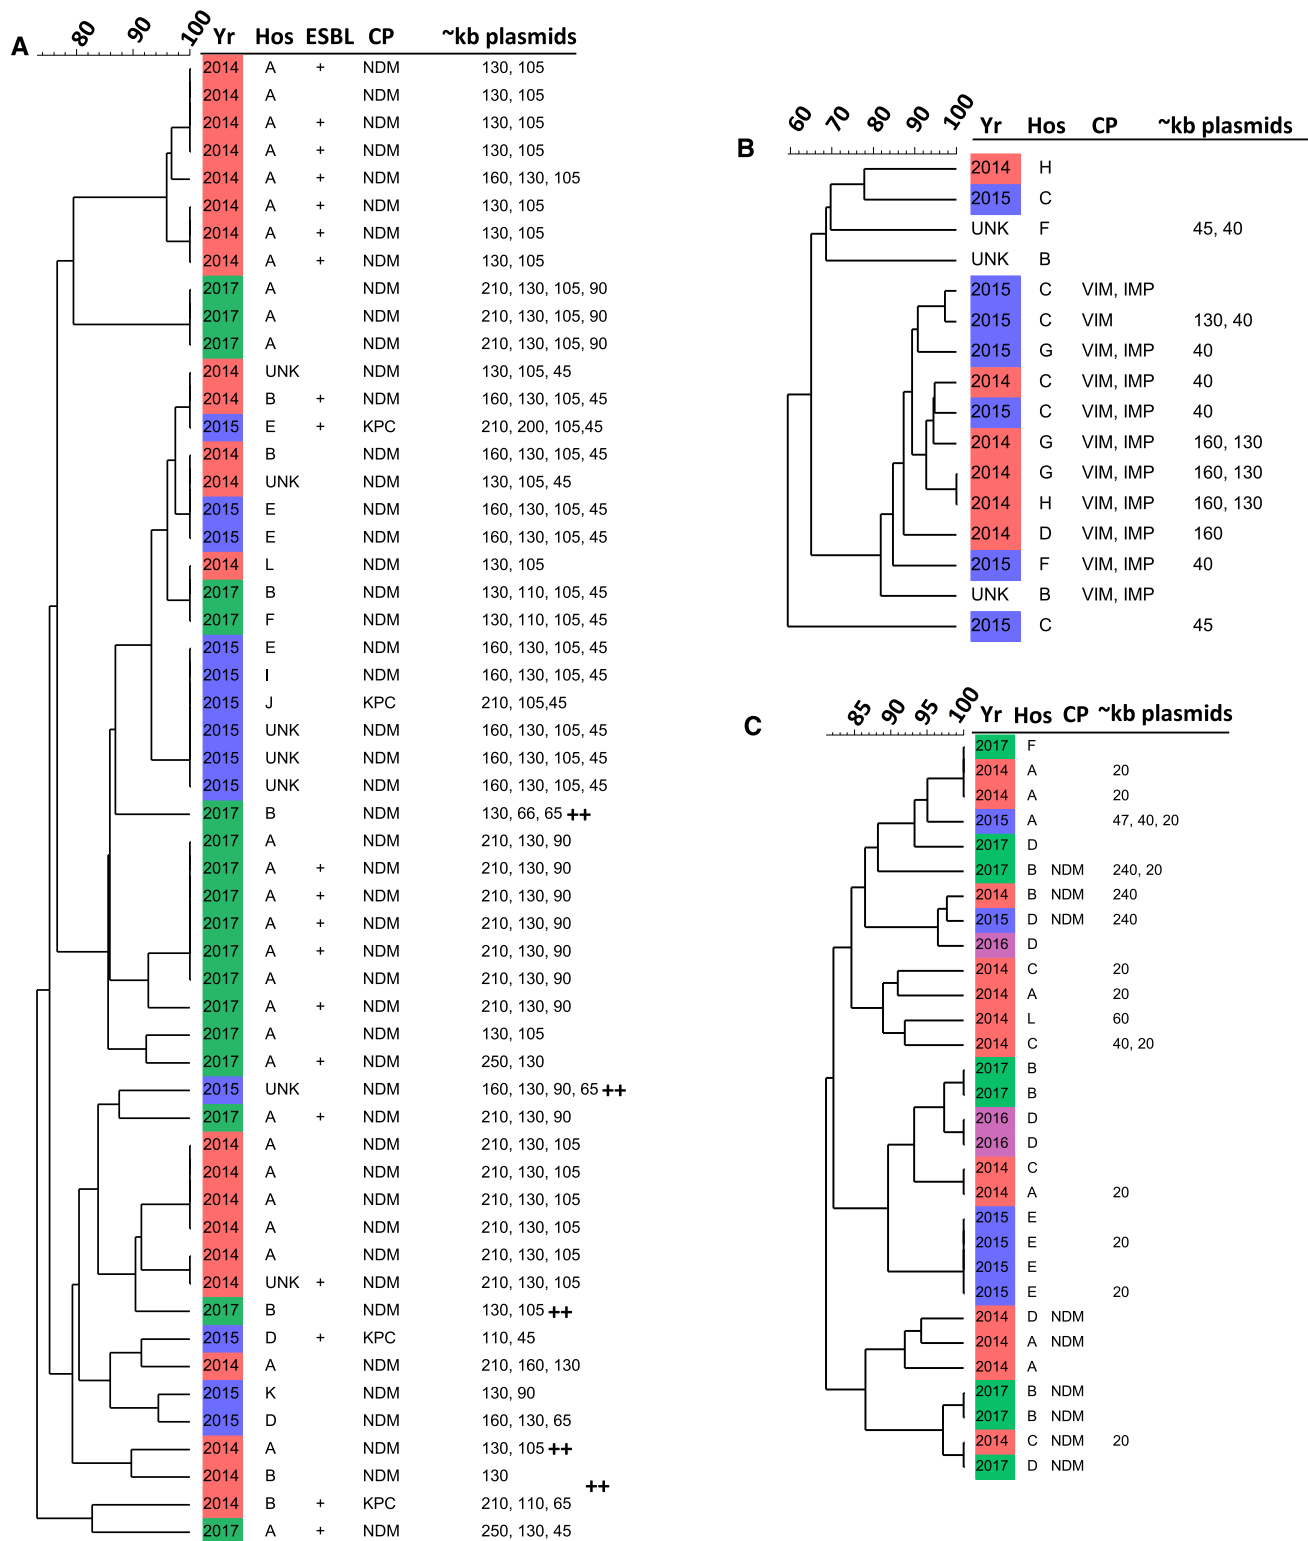 A
80 90 100
Yr Hos ESBL CP ~kb plasmids
2014 A + NDM 130, 105
2014 A NDM 130, 105
2014 A + NDM 130, 105
2014 A + NDM 130, 105
2014 A + NDM 160, 130, 105
2014 A + NDM 130, 105
2014 A + NDM 130, 105
2014 A + NDM 130, 105
2017 A NDM 210, 130, 105, 90
2017 A NDM 210, 130, 105, 90
2017 A NDM 210, 130, 105, 90
2014 UNK NDM 130, 105, 45
2014 B + NDM 160, 130, 105, 45
2015 E + KPC 210, 200, 105,45
2014 B NDM 160, 130, 105, 45
2014 UNK NDM 130, 105, 45
2015 E NDM 160, 130, 105, 45
2015 E NDM 160, 130, 105, 45
2014 L NDM 130, 105
2017 B NDM 130, 110, 105, 45
2017 F NDM 130, 110, 105, 45
2015 E NDM 160, 130, 105, 45
2015 I NDM 160, 130, 105, 45
2015 J KPC 210, 105,45
2015 UNK NDM 160, 130, 105, 45
2015 UNK NDM 160, 130, 105, 45
2015 UNK NDM 160, 130, 105, 45
2017 B NDM 130, 66, 65 ++
2017 A NDM 210, 130, 90
2017 A + NDM 210, 130, 90
2017 A + NDM 210, 130, 90
2017 A + NDM 210, 130, 90
2017 A + NDM 210, 130, 90
2017 A NDM 210, 130, 90
2017 A + NDM 210, 130, 90
2017 A NDM 130, 105
2017 A + NDM 250, 130
2015 UNK NDM 160, 130, 90, 65 ++
2017 A + NDM 210, 130, 90
2014 A NDM 210, 130, 105
2014 A NDM 210, 130, 105
2014 A NDM 210, 130, 105
2014 A NDM 210, 130, 105
2014 A NDM 210, 130, 105
2014 UNK + NDM 210, 130, 105
2017 B NDM 130, 105 ++
2015 D + KPC 110, 45
2014 A NDM 210, 160, 130
2015 K NDM 130, 90
2015 D NDM 160, 130, 65
2014 A NDM 130, 105 ++
2014 B NDM 130
++
2014 B + KPC 210, 110, 65
2017 A + NDM 250, 130, 45
B
60 70 80 90 100
Yr Hos CP ~kb plasmids
2014 H
2015 C
UNK F 45, 40
UNK B
2015 C VIM, IMP
2015 C VIM 130, 40
2015 G VIM, IMP 40
2014 C VIM, IMP 40
2015 C VIM, IMP 40
2014 G VIM, IMP 160, 130
2014 G VIM, IMP 160, 130
2014 H VIM, IMP 160, 130
2014 D VIM, IMP 160
2015 F VIM, IMP 40
UNK B VIM, IMP
2015 C 45
C
85 90 95 100
Yr Hos CP ~kb plasmids
2017 F
2014 A 20
2014 A 20
2015 A 47, 40, 20
2017 D
2017 B NDM 240, 20
2014 B NDM 240
2015 D NDM 240
2016 D
2014 C 20
2014 A 20
2014 L 60
2014 C 40, 20
2017 B
2017 B
2016 D
2016 D
2014 C
2014 A 20
2015 E
2015 E 20
2015 E
2015 E 20
2014 D NDM
2014 A NDM
2014 A
2017 B NDM
2017 B NDM
2014 C NDM 20
2017 D NDM